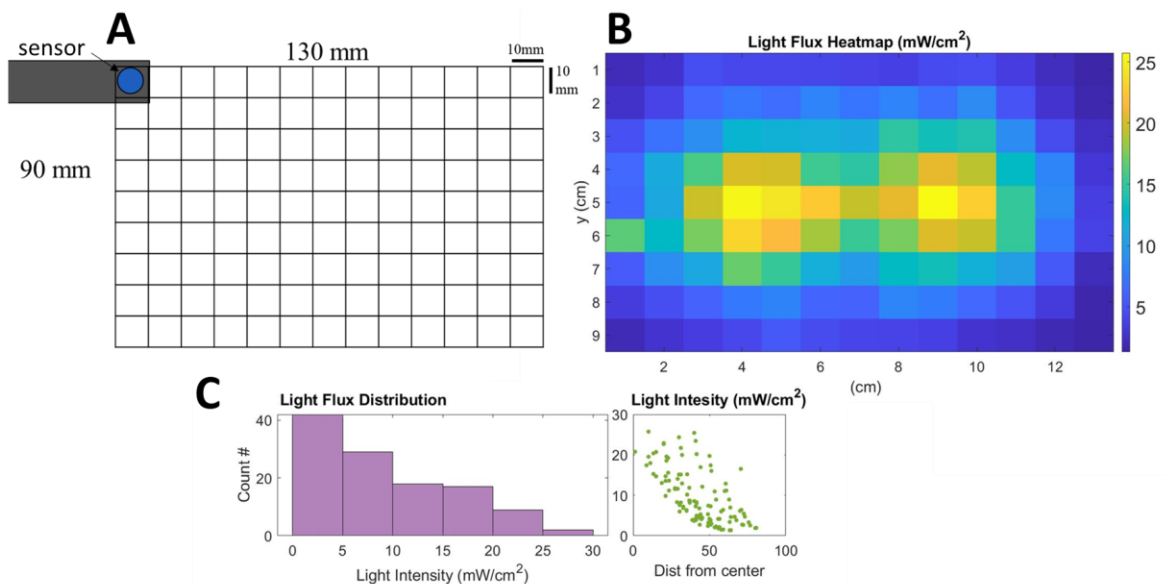 A
B
sensor
130 mm
10mm
10
mm
90 mm
Light Flux Heatmap (mW/cm²)
1
2
3
4
5
6
7
8
9
y (cm)
2 4 6 8 10 12
(cm)
25
20
15
10
5
C
Light Flux Distribution
40
20
0
Count #
0 5 10 15 20 25 30
Light Intensity (mW/cm²)
Light Intesity (mW/cm²)
30
20
10
0
0 50 100
Dist from center